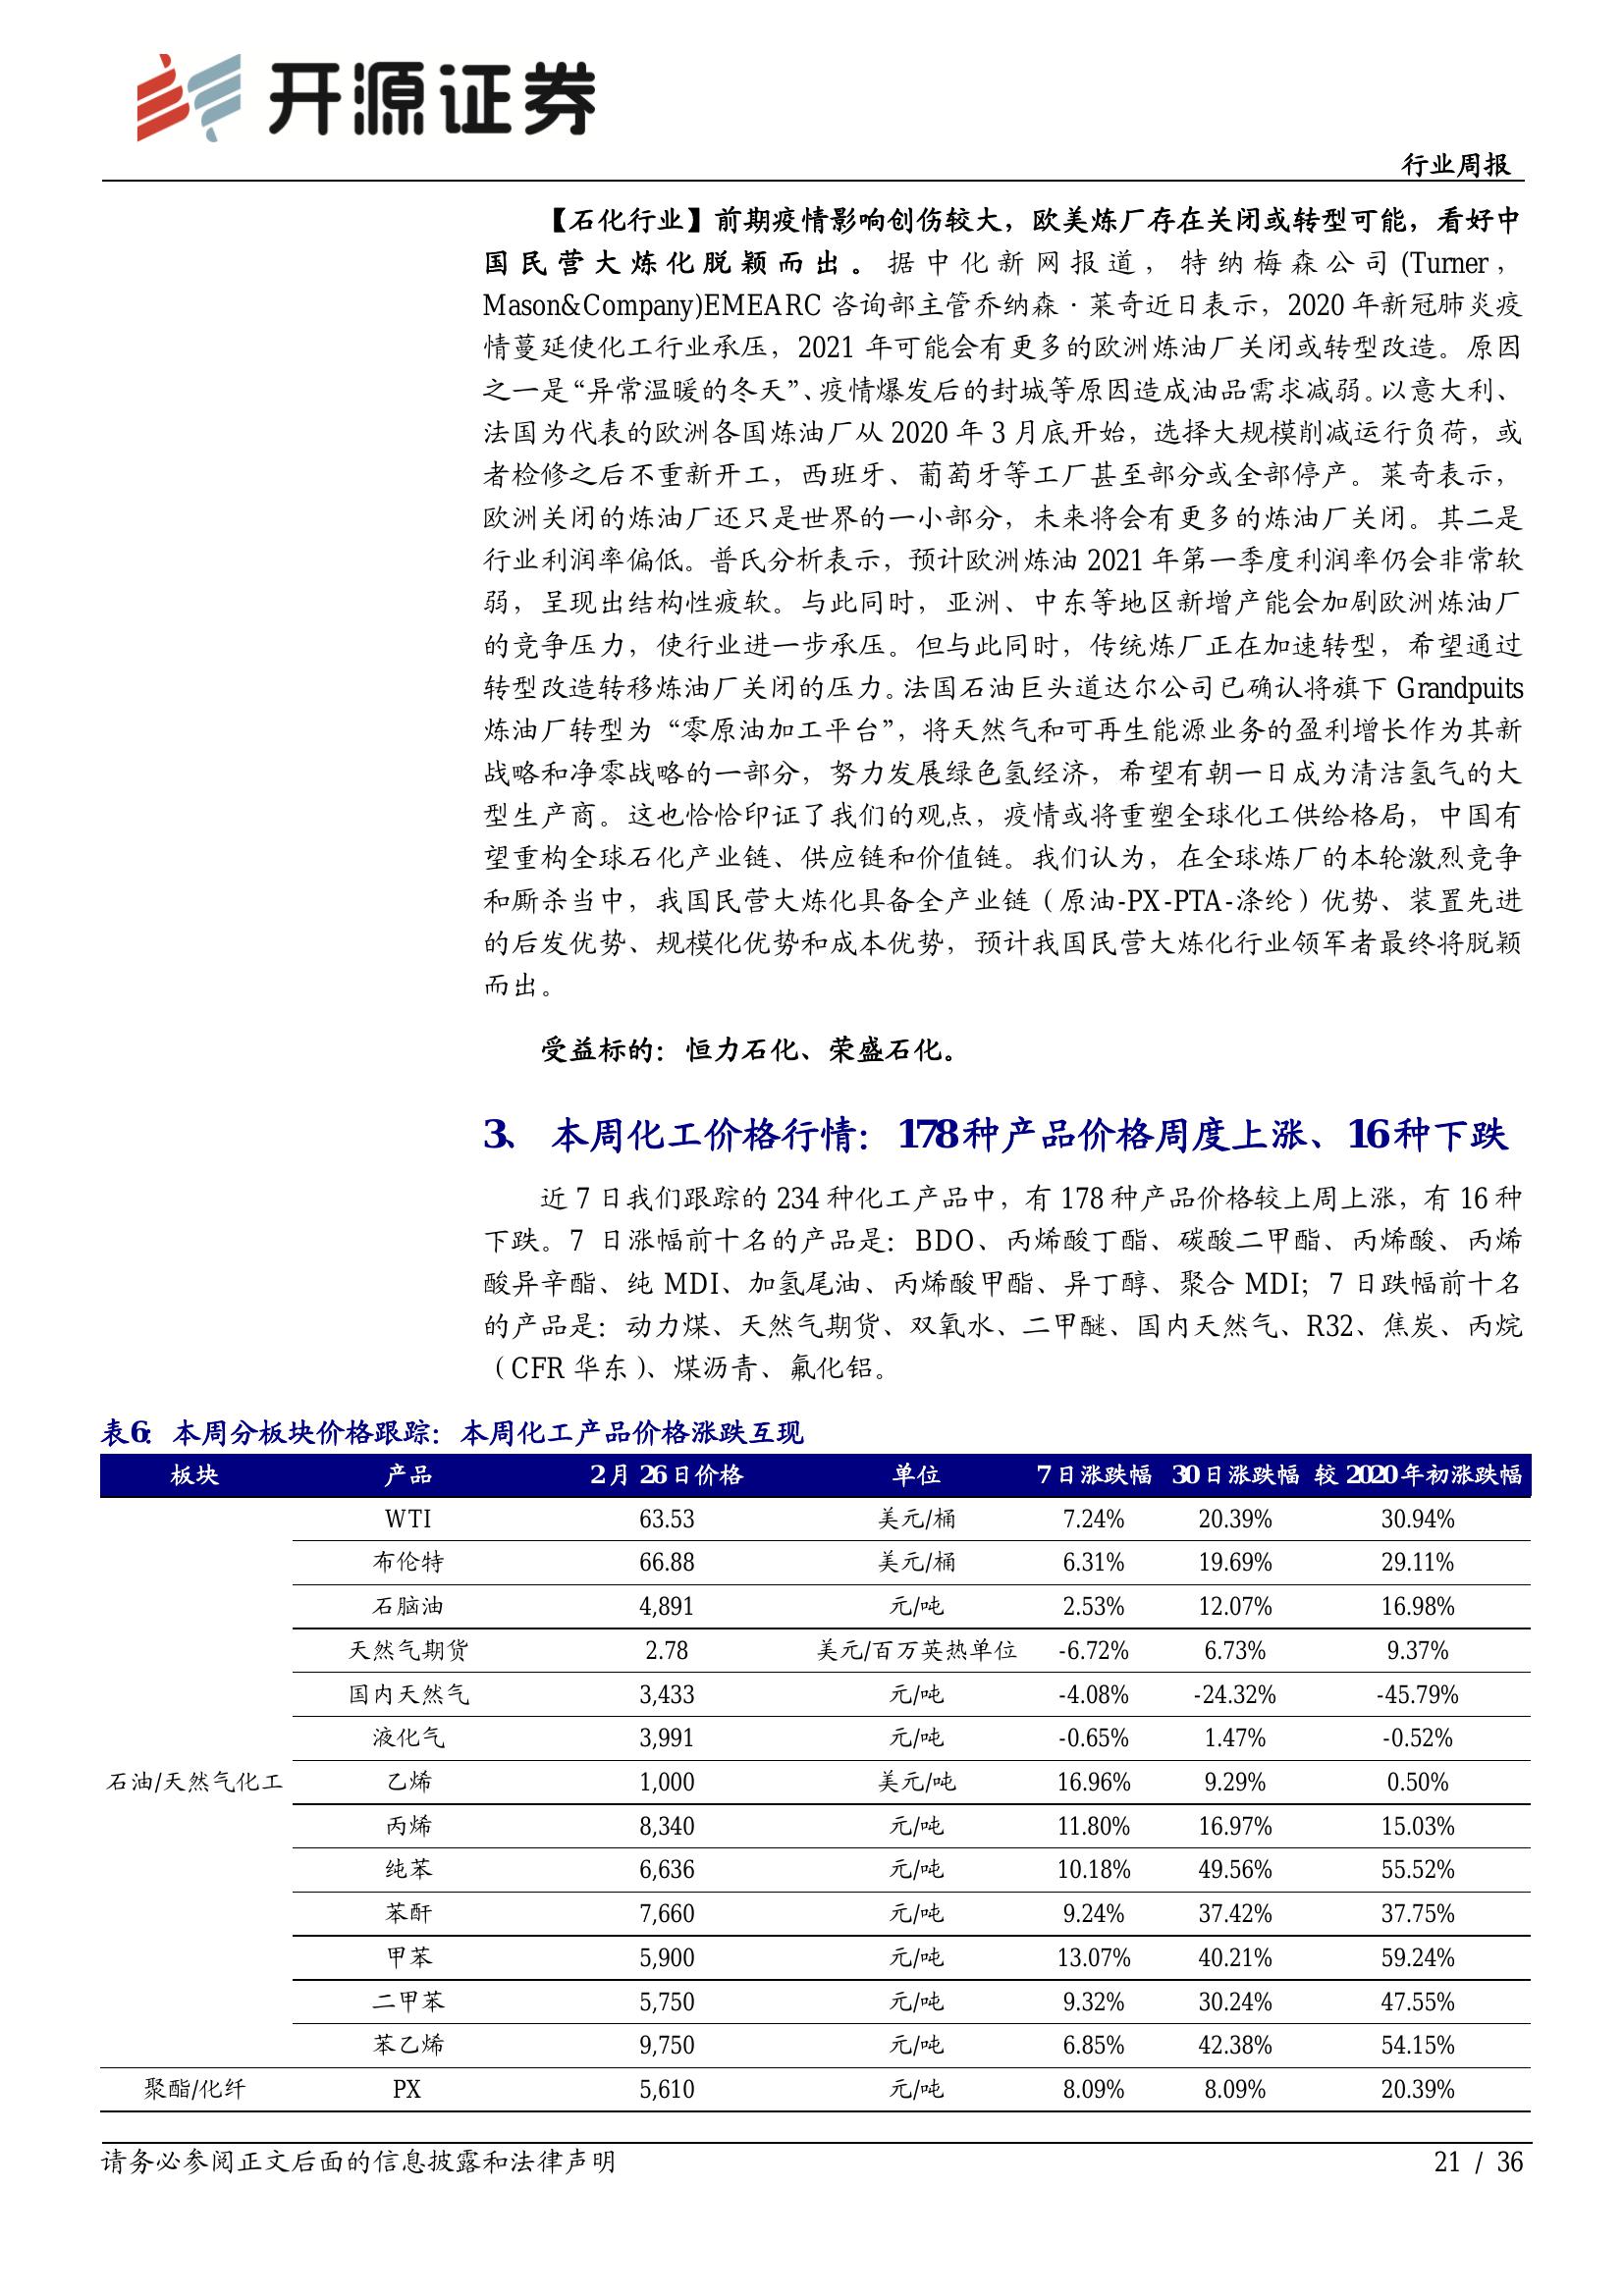 开源证券
行业周报
【石化行业】前期疫情影响创伤较大，欧美炼厂存在关闭或转型可能，看好中
国民营大炼化脱颖而出。据中化新网报道，特纳梅森公司(Turner，
Mason&Company)EMEARC 咨询部主管乔纳森·莱奇近日表示，2020 年新冠肺炎疫
情蔓延使化工行业承压，2021 年可能会有更多的欧洲炼油厂关闭或转型改造。原因
之一是“异常温暖的冬天”、疫情爆发后的封城等原因造成油品需求减弱。以意大利、
法国为代表的欧洲各国炼油厂从 2020 年 3 月底开始，选择大规模削减运行负荷，或
者检修之后不重新开工，西班牙、葡萄牙等工厂甚至部分或全部停产。莱奇表示，
欧洲关闭的炼油厂还只是世界的一小部分，未来将会有更多的炼油厂关闭。其二是
行业利润率偏低。普氏分析表示，预计欧洲炼油 2021 年第一季度利润率仍会非常软
弱，呈现出结构性疲软。与此同时，亚洲、中东等地区新增产能会加剧欧洲炼油厂
的竞争压力，使行业进一步承压。但与此同时，传统炼厂正在加速转型，希望通过
转型改造转移炼油厂关闭的压力。法国石油巨头道达尔公司已确认将旗下 Grandpuits
炼油厂转型为“零原油加工平台”，将天然气和可再生能源业务的盈利增长作为其新
战略和净零战略的一部分，努力发展绿色氢经济，希望有朝一日成为清洁氢气的大
型生产商。这也恰恰印证了我们的观点，疫情或将重塑全球化工供给格局，中国有
望重构全球石化产业链、供应链和价值链。我们认为，在全球炼厂的本轮激烈竞争
和厮杀当中，我国民营大炼化具备全产业链（原油-PX-PTA-涤纶）优势、装置先进
的后发优势、规模化优势和成本优势，预计我国民营大炼化行业领军者最终将脱颖
而出。
受益标的：恒力石化、荣盛石化。
3、 本周化工价格行情：178 种产品价格周度上涨、16 种下跌
近 7 日我们跟踪的 234 种化工产品中，有 178 种产品价格较上周上涨，有 16 种
下跌。7 日涨幅前十名的产品是：BDO、丙烯酸丁酯、碳酸二甲酯、丙烯酸、丙烯
酸异辛酯、纯 MDI、加氢尾油、丙烯酸甲酯、异丁醇、聚合 MDI；7 日跌幅前十名
的产品是：动力煤、天然气期货、双氧水、二甲醚、国内天然气、R32、焦炭、丙烷
（CFR 华东）、煤沥青、氟化铝。
表6：本周分板块价格跟踪：本周化工产品价格涨跌互现
板块 产品 2 月 26 日价格 单位 7 日涨跌幅 30 日涨跌幅 较 2020 年初涨跌幅
WTI 63.53 美元/桶 7.24% 20.39% 30.94%
布伦特 66.88 美元/桶 6.31% 19.69% 29.11%
石脑油 4,891 元/吨 2.53% 12.07% 16.98%
天然气期货 2.78 美元/百万英热单位 -6.72% 6.73% 9.37%
国内天然气 3,433 元/吨 -4.08% -24.32% -45.79%
液化气 3,991 元/吨 -0.65% 1.47% -0.52%
石油/天然气化工 乙烯 1,000 美元/吨 16.96% 9.29% 0.50%
丙烯 8,340 元/吨 11.80% 16.97% 15.03%
纯苯 6,636 元/吨 10.18% 49.56% 55.52%
苯酐 7,660 元/吨 9.24% 37.42% 37.75%
甲苯 5,900 元/吨 13.07% 40.21% 59.24%
二甲苯 5,750 元/吨 9.32% 30.24% 47.55%
苯乙烯 9,750 元/吨 6.85% 42.38% 54.15%
聚酯/化纤 PX 5,610 元/吨 8.09% 8.09% 20.39%
请务必参阅正文后面的信息披露和法律声明 21 / 36